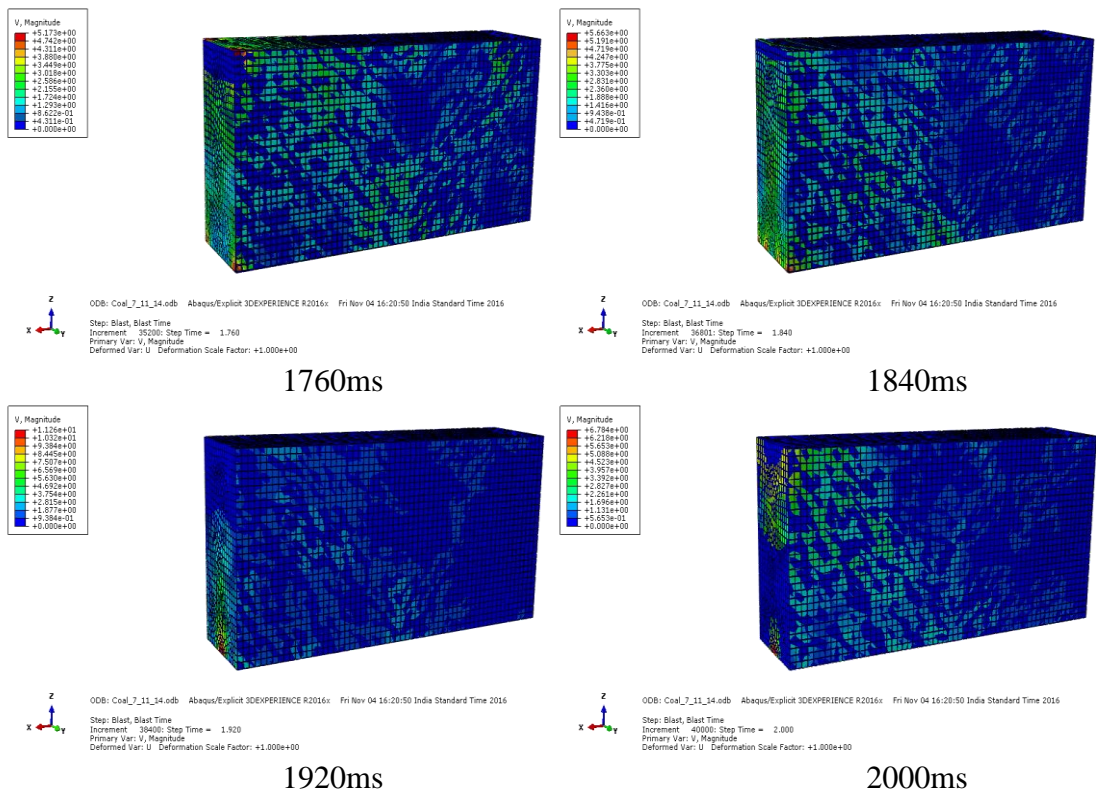 V, Magnitude
+5.173e+00
+4.742e+00
+4.311e+00
+3.880e+00
+3.449e+00
+3.018e+00
+2.586e+00
+2.155e+00
+1.724e+00
+1.293e+00
+8.622e-01
+4.311e-01
+0.000e+00
Z
X
Y
ODB: Coal_7_11_14.odb Abaqus/Explicit 3DEXPERIENCE R2016x Fri Nov 04 16:20:50 India Standard Time 2016
Step: Blast, Blast Time
Increment 35200: Step Time = 1.760
Primary Var: V, Magnitude
Deformed Var: U Deformation Scale Factor: +1.000e+00
1760ms
V, Magnitude
+5.663e+00
+5.191e+00
+4.719e+00
+4.247e+00
+3.775e+00
+3.303e+00
+2.831e+00
+2.360e+00
+1.888e+00
+1.416e+00
+9.438e-01
+4.719e-01
+0.000e+00
Z
X
Y
ODB: Coal_7_11_14.odb Abaqus/Explicit 3DEXPERIENCE R2016x Fri Nov 04 16:20:50 India Standard Time 2016
Step: Blast, Blast Time
Increment 36801: Step Time = 1.840
Primary Var: V, Magnitude
Deformed Var: U Deformation Scale Factor: +1.000e+00
1840ms
V, Magnitude
+1.126e+01
+1.032e+01
+9.384e+00
+8.445e+00
+7.507e+00
+6.569e+00
+5.630e+00
+4.692e+00
+3.754e+00
+2.815e+00
+1.877e+00
+9.384e-01
+0.000e+00
Z
X
Y
ODB: Coal_7_11_14.odb Abaqus/Explicit 3DEXPERIENCE R2016x Fri Nov 04 16:20:50 India Standard Time 2016
Step: Blast, Blast Time
Increment 38400: Step Time = 1.920
Primary Var: V, Magnitude
Deformed Var: U Deformation Scale Factor: +1.000e+00
1920ms
V, Magnitude
+6.784e+00
+6.218e+00
+5.653e+00
+5.088e+00
+4.523e+00
+3.957e+00
+3.392e+00
+2.827e+00
+2.261e+00
+1.696e+00
+1.131e+00
+5.653e-01
+0.000e+00
Z
X
Y
ODB: Coal_7_11_14.odb Abaqus/Explicit 3DEXPERIENCE R2016x Fri Nov 04 16:20:50 India Standard Time 2016
Step: Blast, Blast Time
Increment 40000: Step Time = 2.000
Primary Var: V, Magnitude
Deformed Var: U Deformation Scale Factor: +1.000e+00
2000ms